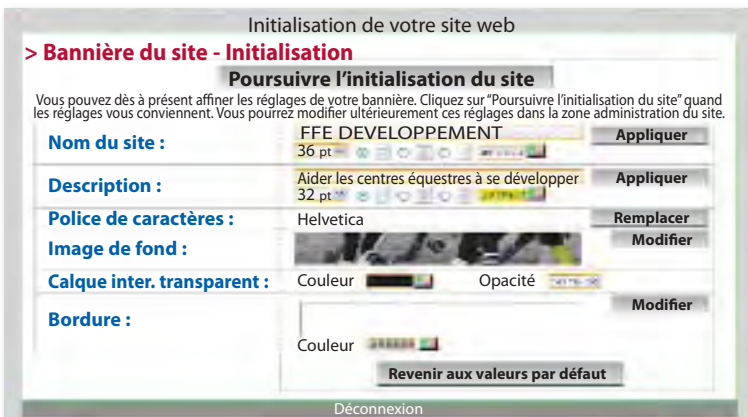 Initialisation de votre site web
> Bannière du site - Initialisation
Poursuivre l'initialisation du site
Vous pouvez dès à présent affiner les réglages de votre bannière. Cliquez sur "Poursuivre l'initialisation du site" quand
les réglages vous conviennent. Vous pourrez modifier ultérieurement ces réglages dans la zone administration du site.
Nom du site : FFE DEVELOPPEMENT Appliquer
36 pt
Description : Aider les centres équestres à se développer Appliquer
32 pt
Police de caractères : Helvetica Remplacer
Image de fond : Modifier
Calque inter. transparent : Couleur Opacité
Bordure : Modifier
Couleur
Revenir aux valeurs par défaut
Déconnexion